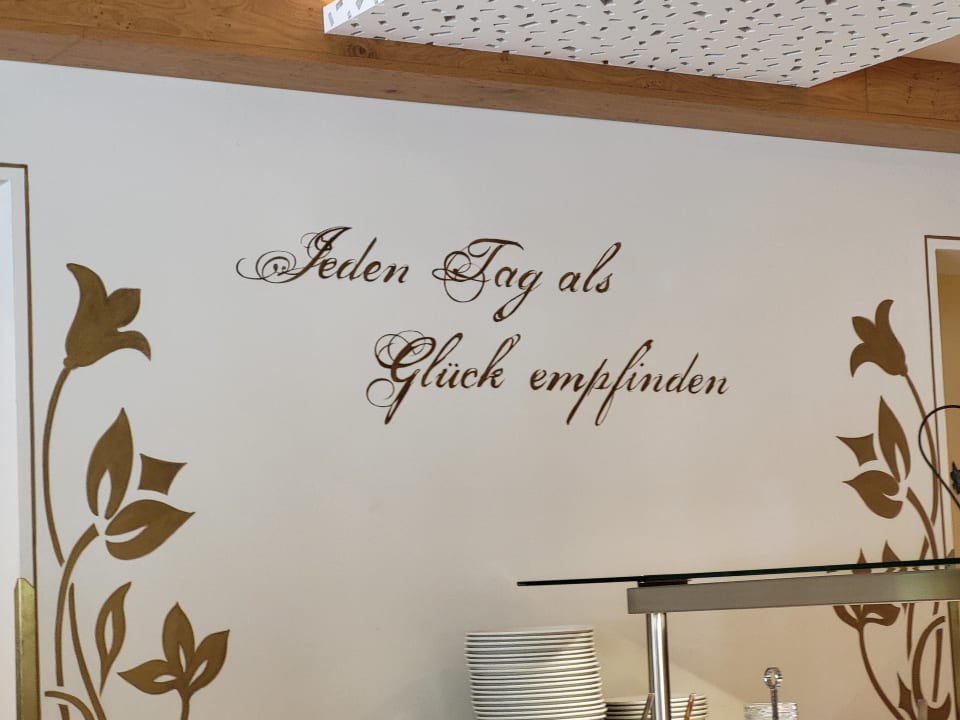 „Jeden Tag als
Glück empfinden